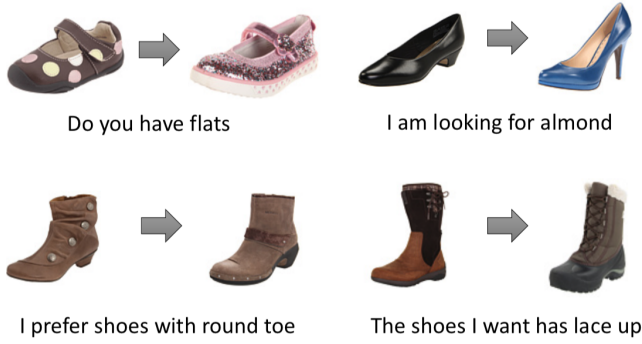 Do you have flats
I am looking for almond
I prefer shoes with round toe
The shoes I want has lace up